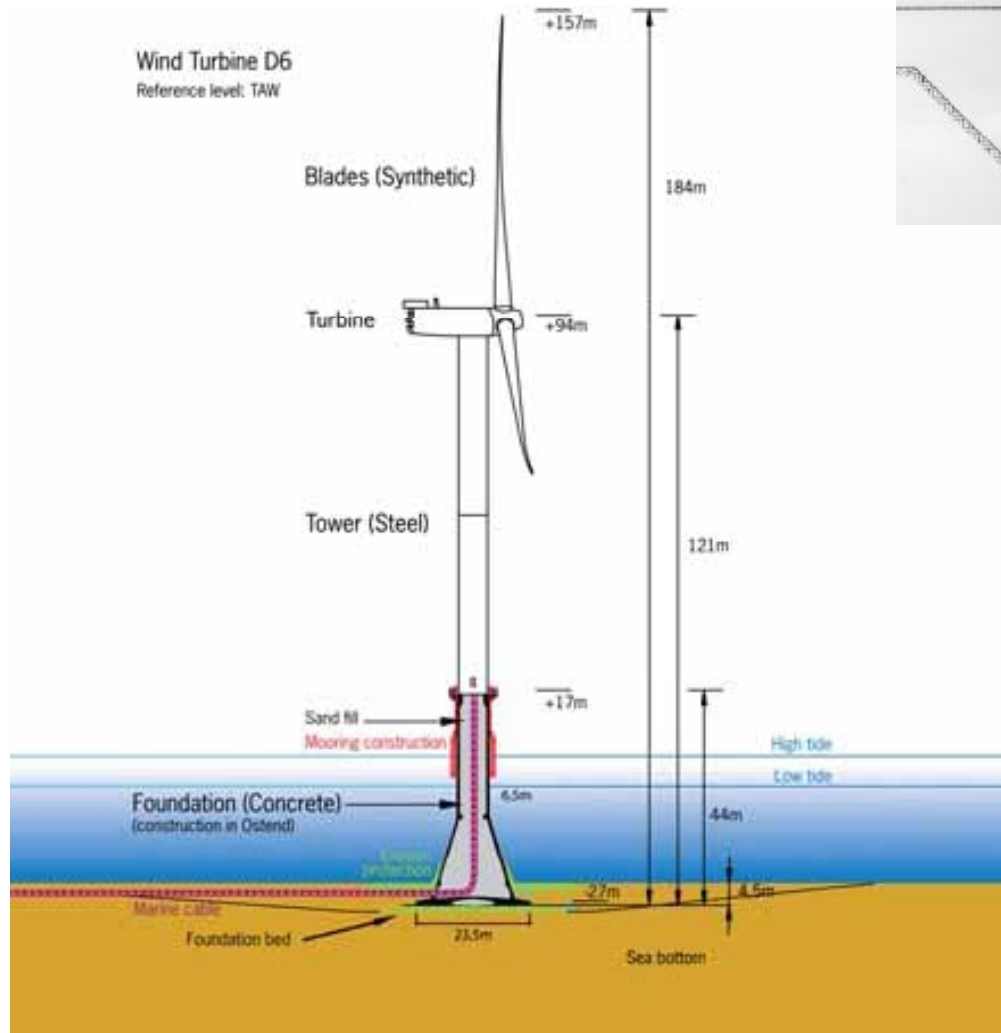 +157m
Wind Turbine D6
Reference level: TAW
Blades (Synthetic)
184m
Turbine
+94m
Tower (Steel)
121m
+17m
Sand fill
Mooring construction
High tide
Low tide
6,5m
Foundation (Concrete)
(construction in Ostend)
44m
Erosion
protection
-27m
4,5m
Marine cable
23,5m
Foundation bed
Sea bottom